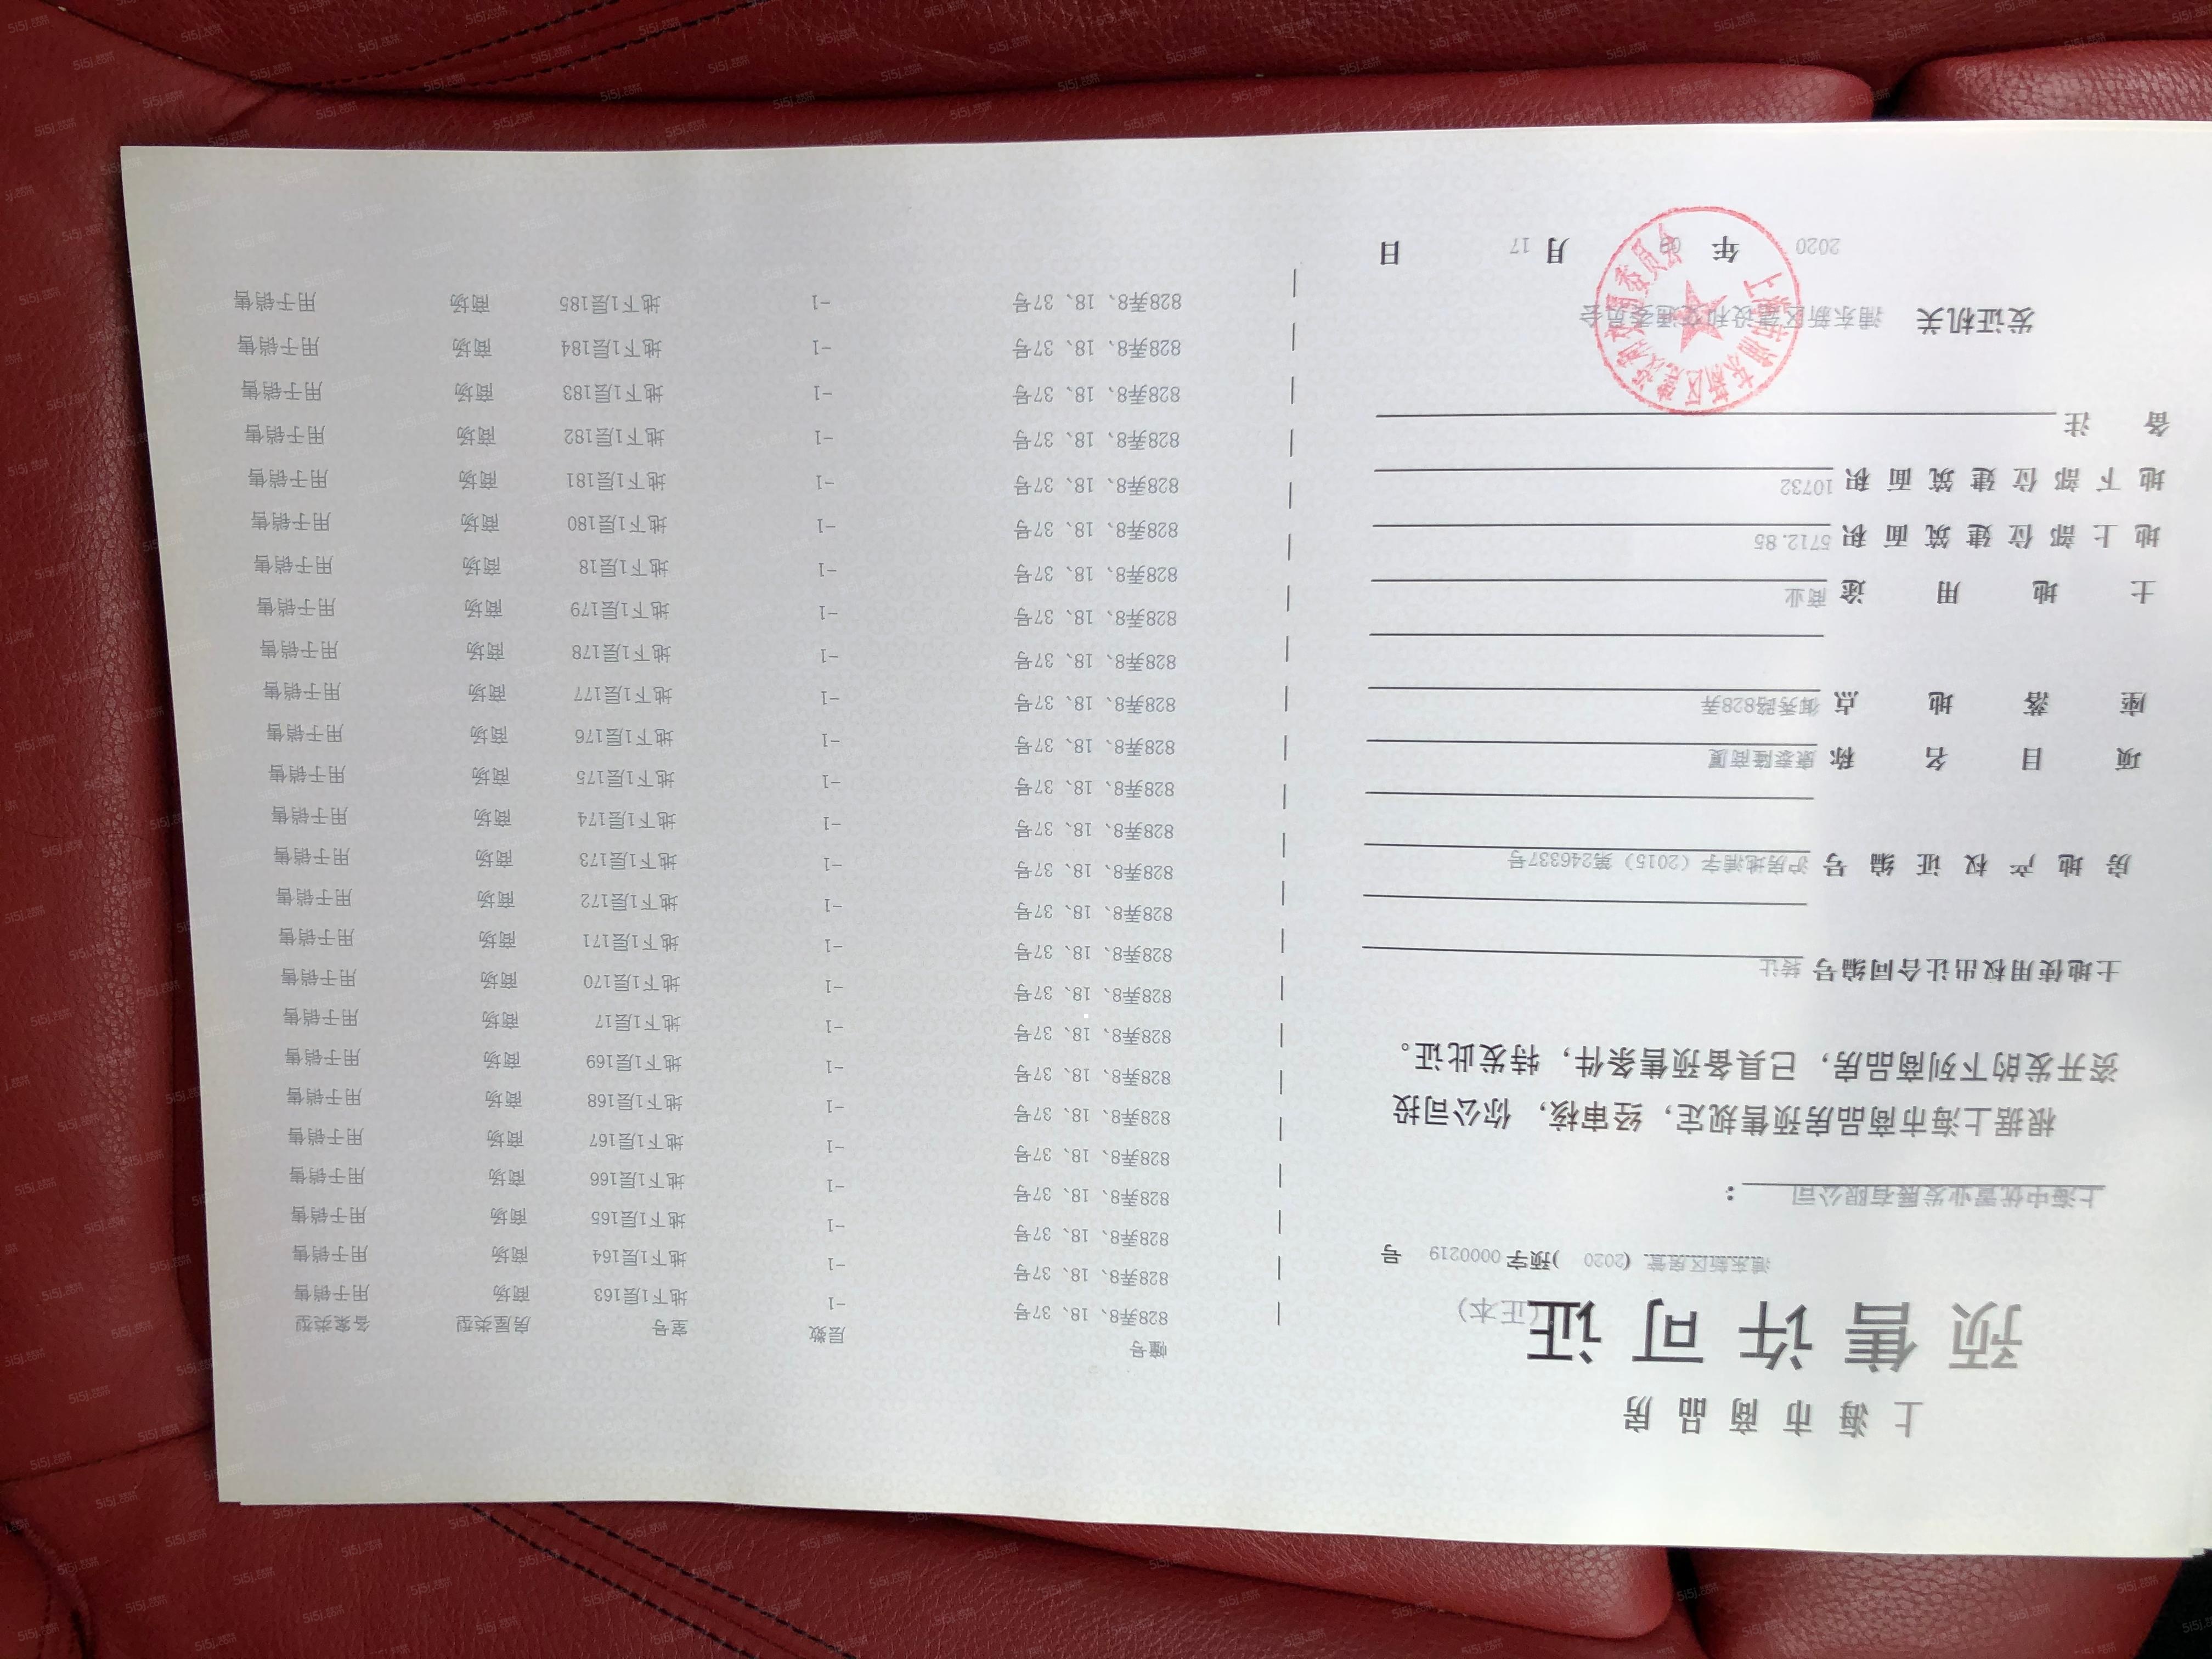 上海市商品房
预售许可证
(正本)
浦东新区房管 (2020 )预字 0000219 号
上海中优置业发展有限公司 :
根据上海市商品房预售规定,经审核,你公司投
资开发的下列商品房,已具备预售条件,特发此证。
土地使用权出让合同编号 转让
房地产权证编号 沪房地浦字(2015)第246337号
项目名称 康泰隆商厦
座落地点 御秀路828弄
土地用途 商业
地上部位建筑面积 5712.85
地下部位建筑面积 10732
备注
发证机关 浦东新区建设和交通委员会
2020 年 09 月 17 日
上海市浦东新区建设和交通委员会
幢号 层数 室号 房屋类型 备案类型
828弄8、18、37号 -1 地下1层163 商场 用于销售
828弄8、18、37号 -1 地下1层164 商场 用于销售
828弄8、18、37号 -1 地下1层165 商场 用于销售
828弄8、18、37号 -1 地下1层166 商场 用于销售
828弄8、18、37号 -1 地下1层167 商场 用于销售
828弄8、18、37号 -1 地下1层168 商场 用于销售
828弄8、18、37号 -1 地下1层169 商场 用于销售
828弄8、18、37号 -1 地下1层17 商场 用于销售
828弄8、18、37号 -1 地下1层170 商场 用于销售
828弄8、18、37号 -1 地下1层171 商场 用于销售
828弄8、18、37号 -1 地下1层172 商场 用于销售
828弄8、18、37号 -1 地下1层173 商场 用于销售
828弄8、18、37号 -1 地下1层174 商场 用于销售
828弄8、18、37号 -1 地下1层175 商场 用于销售
828弄8、18、37号 -1 地下1层176 商场 用于销售
828弄8、18、37号 -1 地下1层177 商场 用于销售
828弄8、18、37号 -1 地下1层178 商场 用于销售
828弄8、18、37号 -1 地下1层179 商场 用于销售
828弄8、18、37号 -1 地下1层18 商场 用于销售
828弄8、18、37号 -1 地下1层180 商场 用于销售
828弄8、18、37号 -1 地下1层181 商场 用于销售
828弄8、18、37号 -1 地下1层182 商场 用于销售
828弄8、18、37号 -1 地下1层183 商场 用于销售
828弄8、18、37号 -1 地下1层184 商场 用于销售
828弄8、18、37号 -1 地下1层185 商场 用于销售